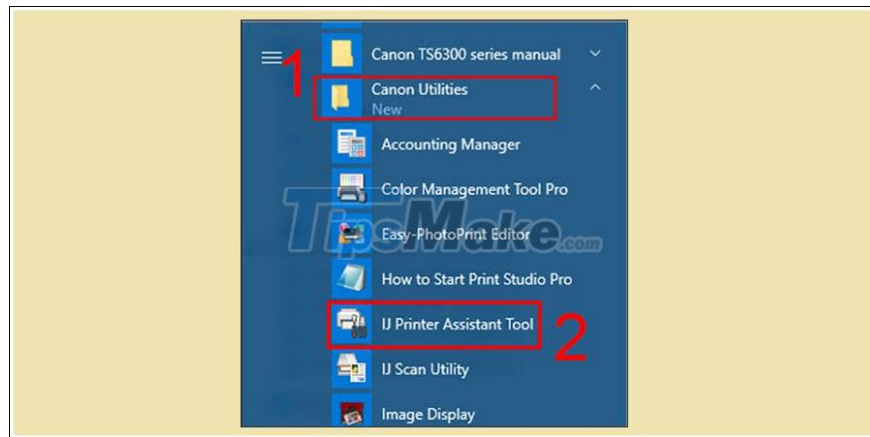 Canon TS6300 series manual
1
Canon Utilities
New
Accounting Manager
Color Management Tool Pro
TipsMake.com
Easy-PhotoPrint Editor
How to Start Print Studio Pro
IJ Printer Assistant Tool
2
IJ Scan Utility
Image Display